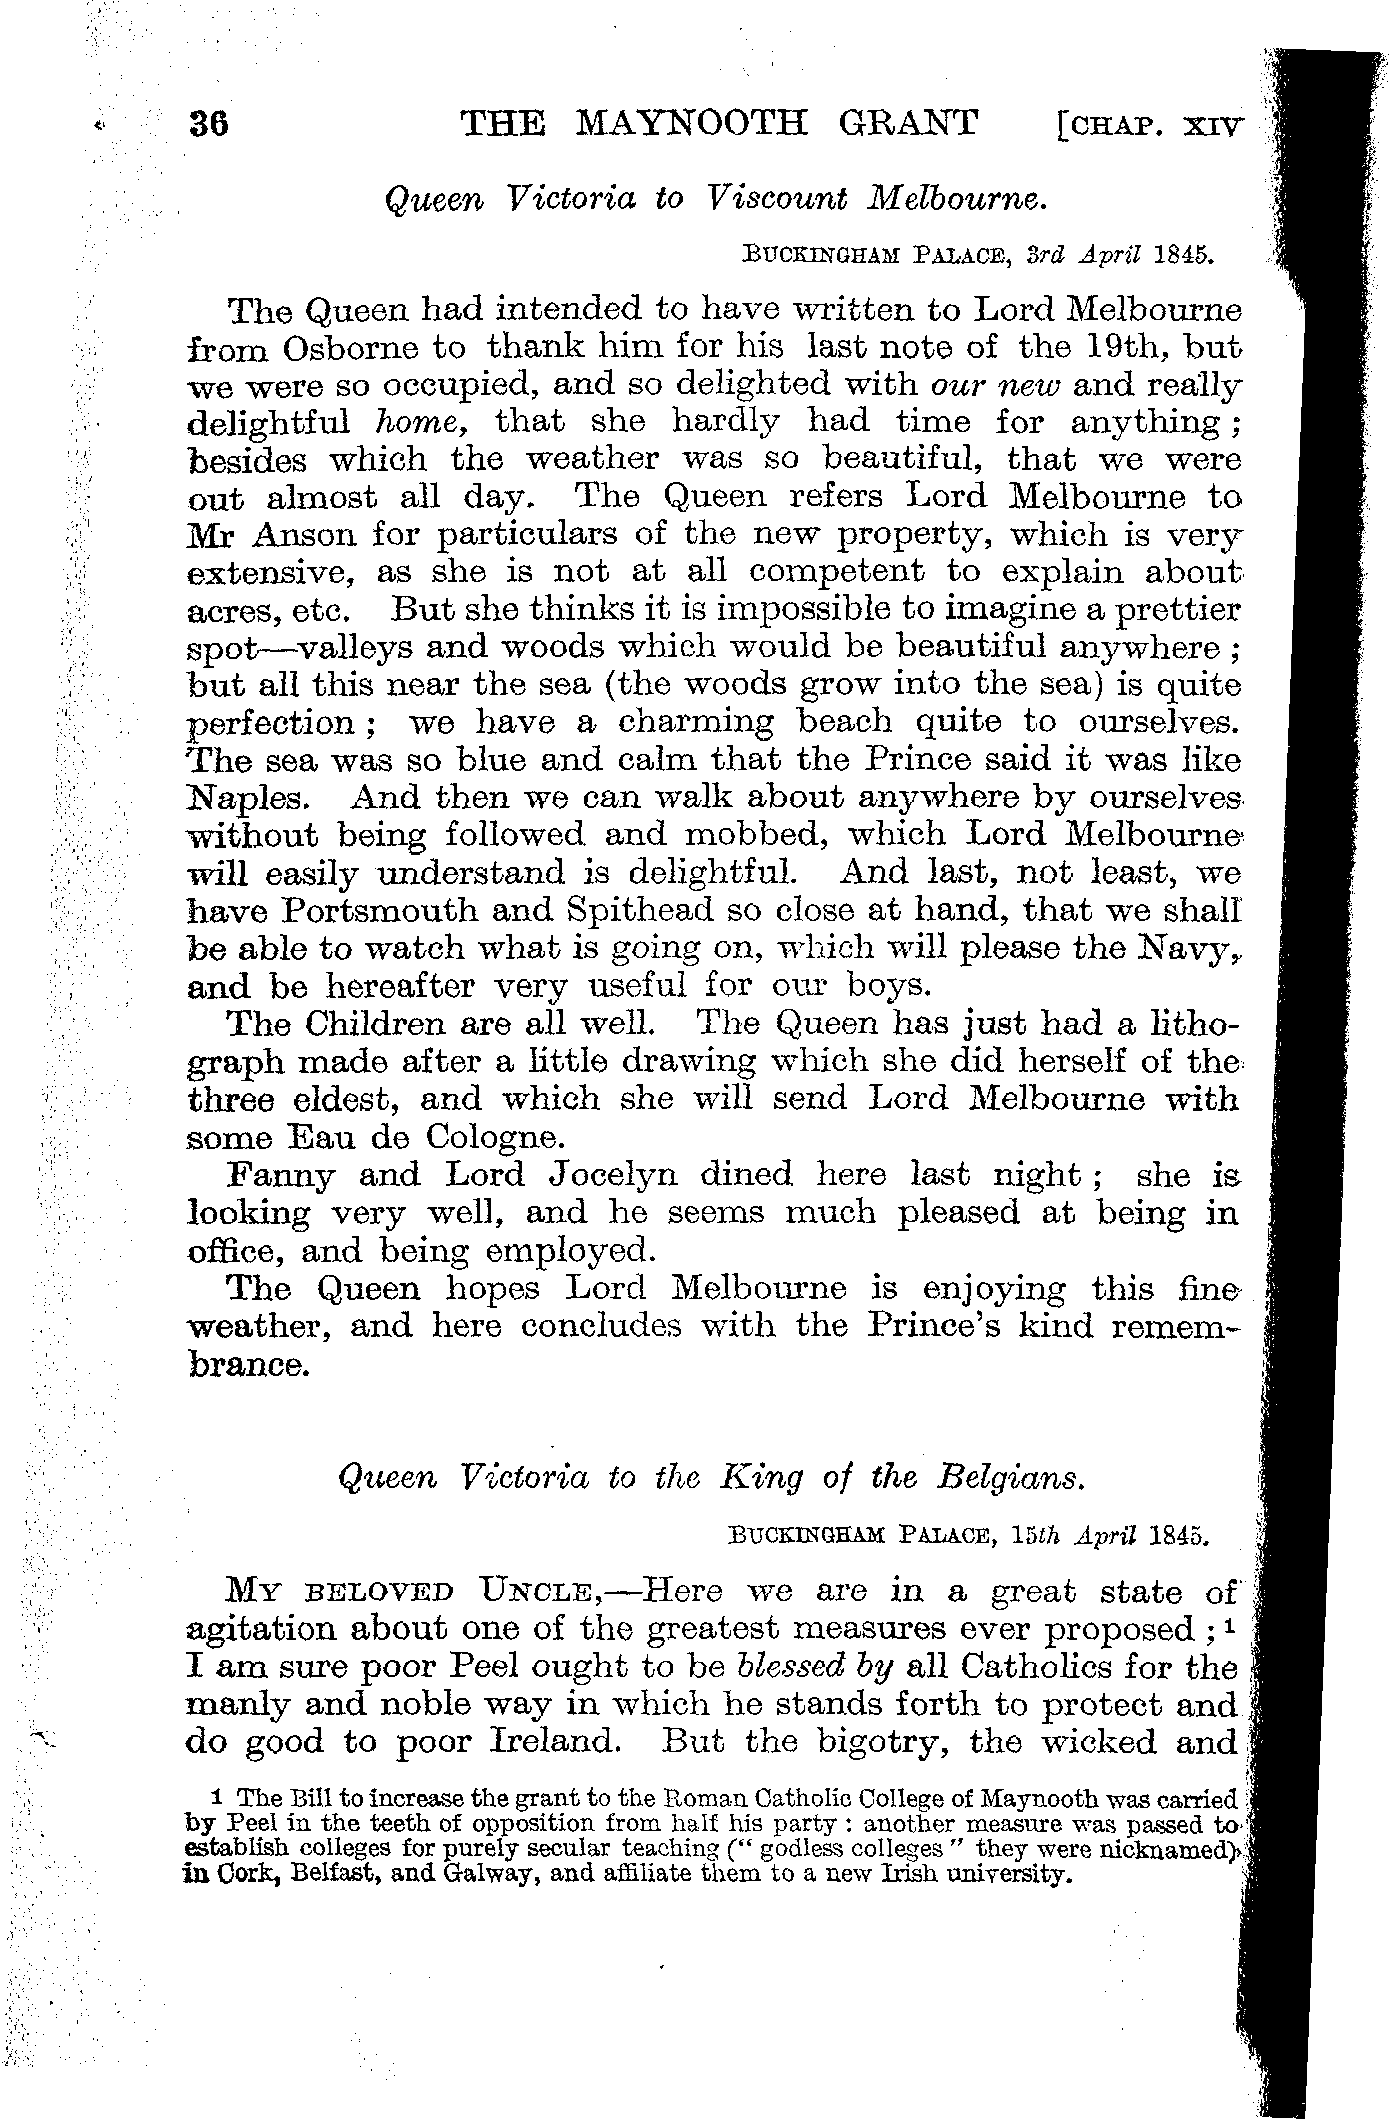 36 THE MAYNOOTH GRANT [CHAP. XIV
Queen Victoria to Viscount Melbourne.
BUCKINGHAM PALACE, 3rd April 1845.
The Queen had intended to have written to Lord Melbourne
from Osborne to thank him for his last note of the 19th, but
we were so occupied, and so delighted with our new and really
delightful home, that she hardly had time for anything ;
besides which the weather was so beautiful, that we were
out almost all day. The Queen refers Lord Melbourne to
Mr Anson for particulars of the new property, which is very
extensive, as she is not at all competent to explain about
acres, etc. But she thinks it is impossible to imagine a prettier
spot—valleys and woods which would be beautiful anywhere ;
but all this near the sea (the woods grow into the sea) is quite
perfection ; we have a charming beach quite to ourselves.
The sea was so blue and calm that the Prince said it was like
Naples. And then we can walk about anywhere by ourselves
without being followed and mobbed, which Lord Melbourne
will easily understand is delightful. And last, not least, we
have Portsmouth and Spithead so close at hand, that we shall
be able to watch what is going on, which will please the Navy,
and be hereafter very useful for our boys.
The Children are all well. The Queen has just had a litho-
graph made after a little drawing which she did herself of the
three eldest, and which she will send Lord Melbourne with
some Eau de Cologne.
Fanny and Lord Jocelyn dined here last night ; she is
looking very well, and he seems much pleased at being in
office, and being employed.
The Queen hopes Lord Melbourne is enjoying this fine
weather, and here concludes with the Prince's kind remem-
brance.
Queen Victoria to the King of the Belgians.
BUCKINGHAM PALACE, 15th April 1845.
MY BELOVED UNCLE,—Here we are in a great state of
agitation about one of the greatest measures ever proposed ; 1
I am sure poor Peel ought to be blessed by all Catholics for the
manly and noble way in which he stands forth to protect and
do good to poor Ireland. But the bigotry, the wicked and
1 The Bill to increase the grant to the Roman Catholic College of Maynooth was carried
by Peel in the teeth of opposition from half his party : another measure was passed to
establish colleges for purely secular teaching (" godless colleges " they were nicknamed)
in Cork, Belfast, and Galway, and affiliate them to a new Irish university.